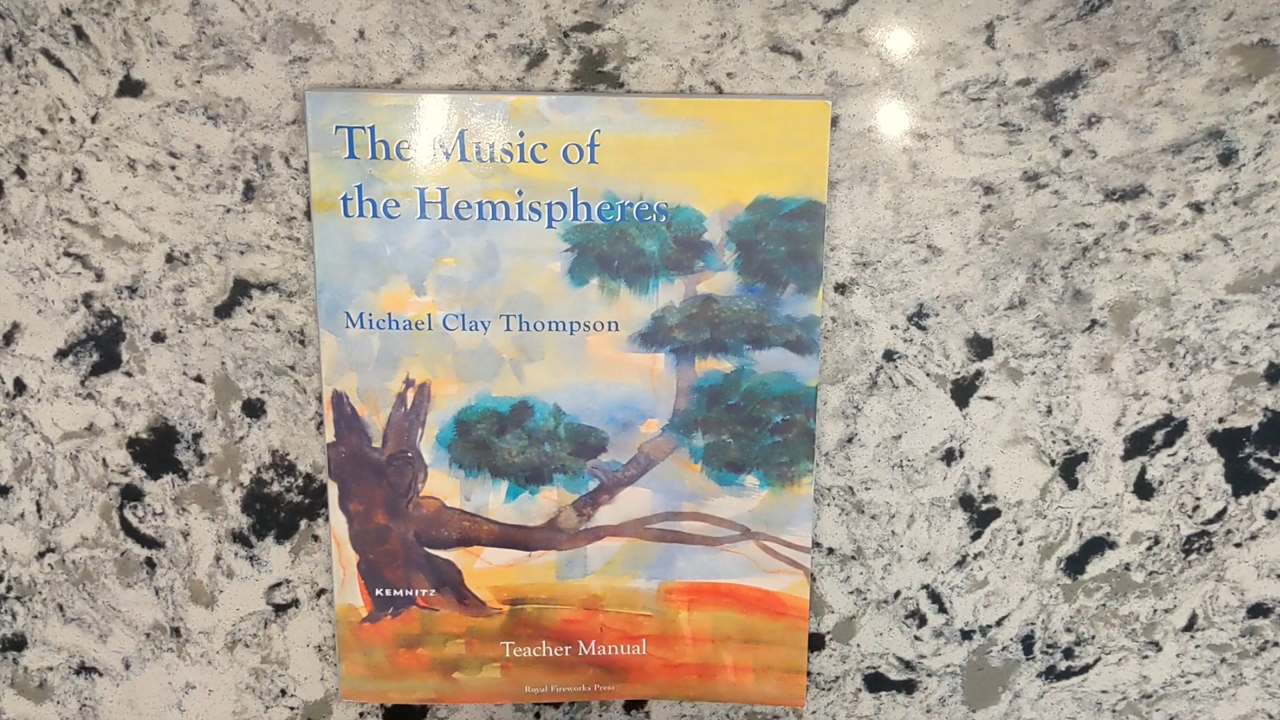 The Music of
the Hemispheres
Michael Clay Thompson
KEMNITZ
Teacher Manual
Royal Fireworks Press